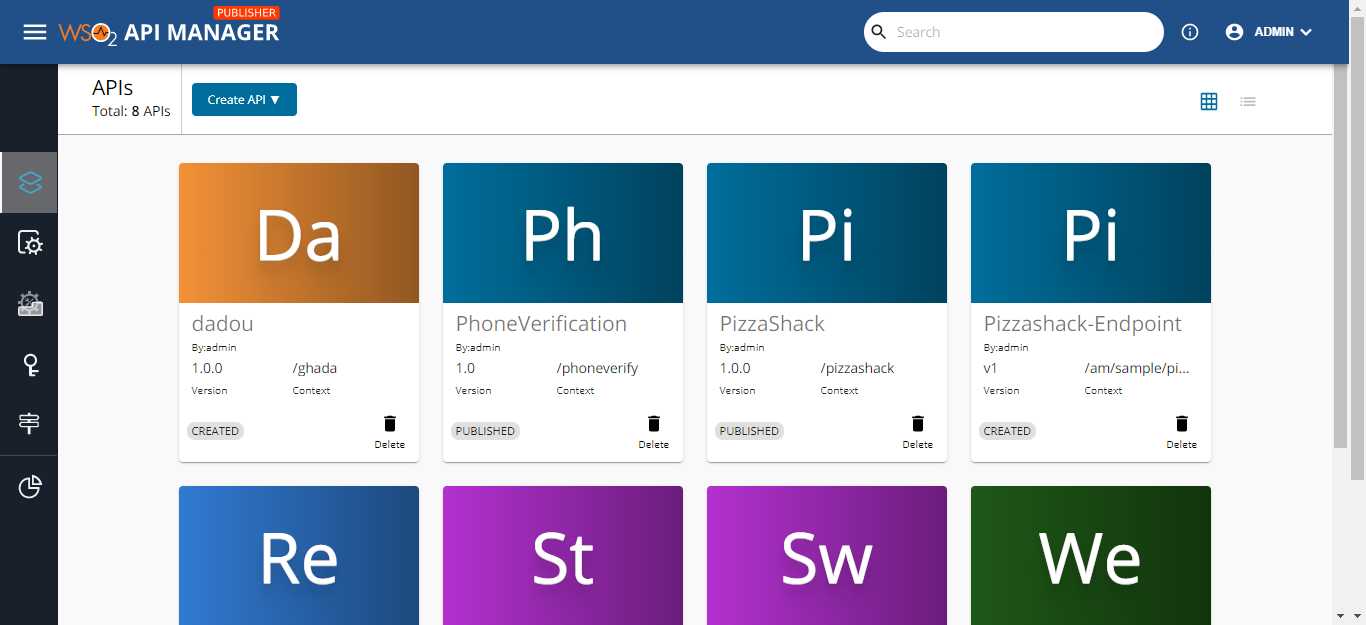 PUBLISHER
WSO2 API MANAGER
Search
ADMIN
APIs
Total: 8 APIs
Create API ▼
Da
Ph
Pi
Pi
dadou
By:admin
1.0.0 /ghada
Version Context
CREATED
Delete
PhoneVerification
By:admin
1.0 /phoneverify
Version Context
PUBLISHED
Delete
PizzaShack
By:admin
1.0.0 /pizzashack
Version Context
PUBLISHED
Delete
Pizzashack-Endpoint
By:admin
v1 /am/sample/pi...
Version Context
CREATED
Delete
Re
St
Sw
We